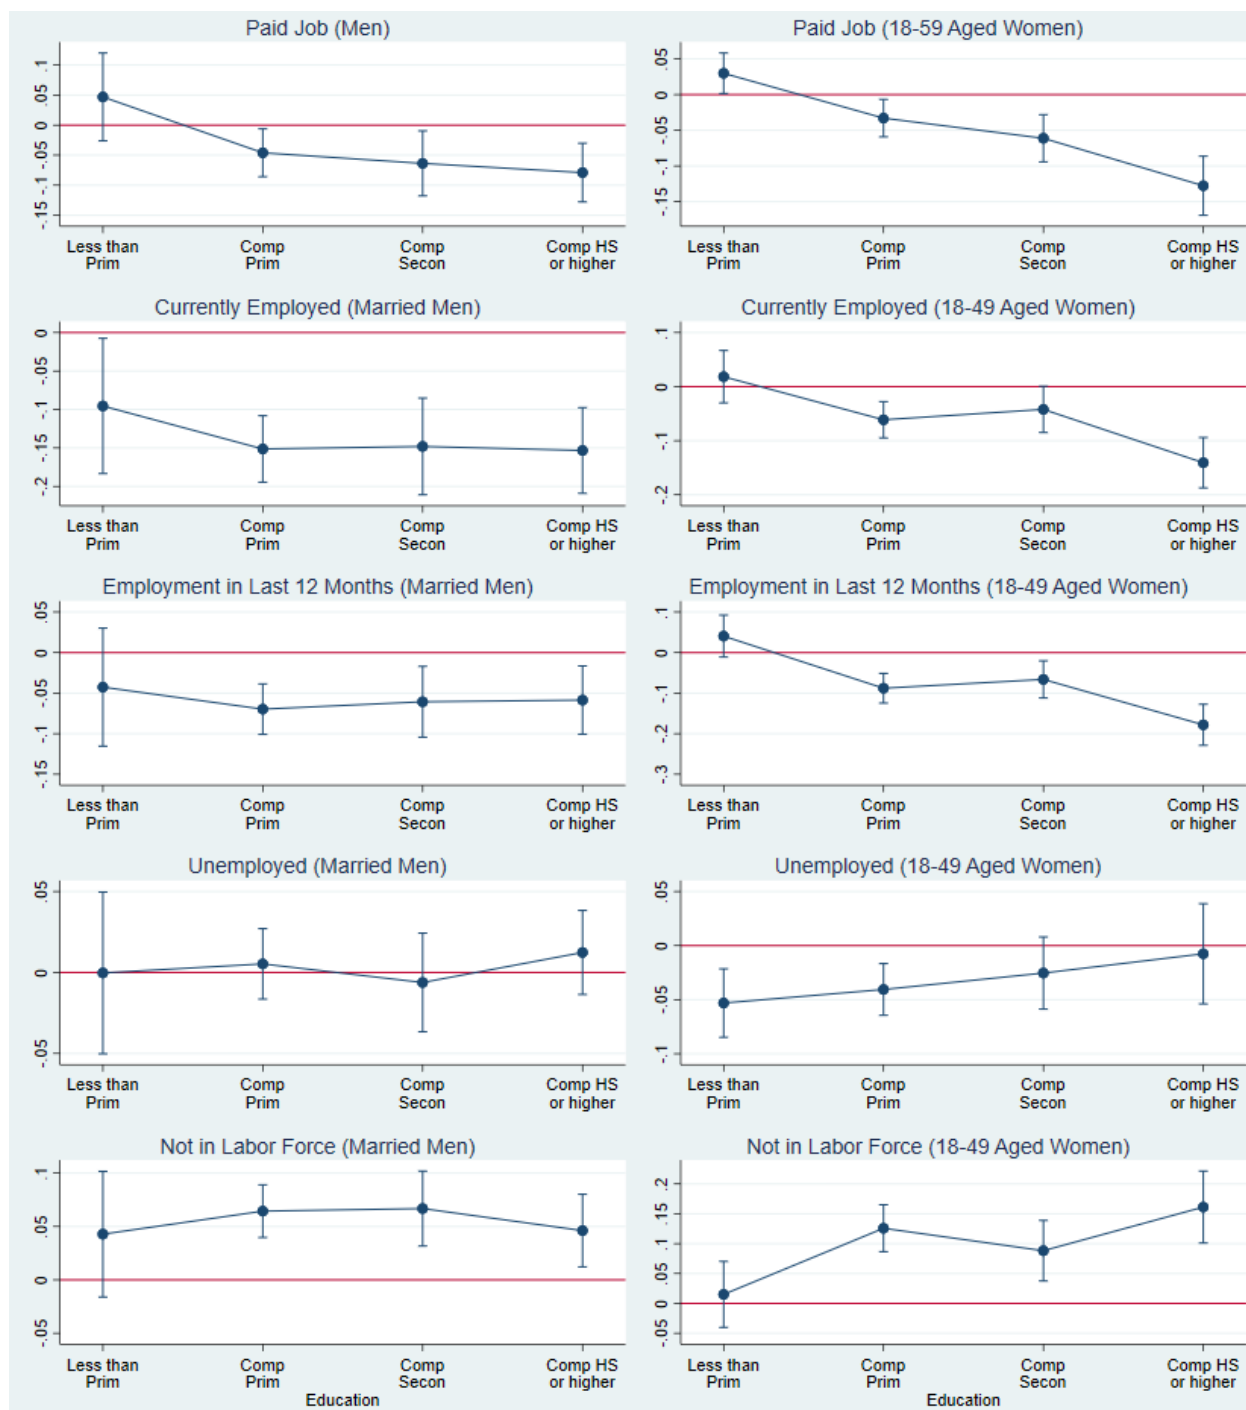 Paid Job (Men)
.1
.05
0
-.05
-.1
-.15
Less than
Prim
Comp
Prim
Comp
Secon
Comp HS
or higher
Paid Job (18-59 Aged Women)
.05
0
-.05
-.1
-.15
Less than
Prim
Comp
Prim
Comp
Secon
Comp HS
or higher
Currently Employed (Married Men)
0
-.05
-.1
-.15
-.2
Less than
Prim
Comp
Prim
Comp
Secon
Comp HS
or higher
Currently Employed (18-49 Aged Women)
.1
0
-.1
-.2
Less than
Prim
Comp
Prim
Comp
Secon
Comp HS
or higher
Employment in Last 12 Months (Married Men)
.05
0
-.05
-.1
-.15
Less than
Prim
Comp
Prim
Comp
Secon
Comp HS
or higher
Employment in Last 12 Months (18-49 Aged Women)
.1
0
-.1
-.2
-.3
Less than
Prim
Comp
Prim
Comp
Secon
Comp HS
or higher
Unemployed (Married Men)
.05
0
-.05
Less than
Prim
Comp
Prim
Comp
Secon
Comp HS
or higher
Unemployed (18-49 Aged Women)
.05
0
-.05
-.1
Less than
Prim
Comp
Prim
Comp
Secon
Comp HS
or higher
Not in Labor Force (Married Men)
.1
.05
0
-.05
Less than
Prim
Comp
Prim
Comp
Secon
Comp HS
or higher
Education
Not in Labor Force (18-49 Aged Women)
.2
.15
.1
.05
0
-.05
Less than
Prim
Comp
Prim
Comp
Secon
Comp HS
or higher
Education